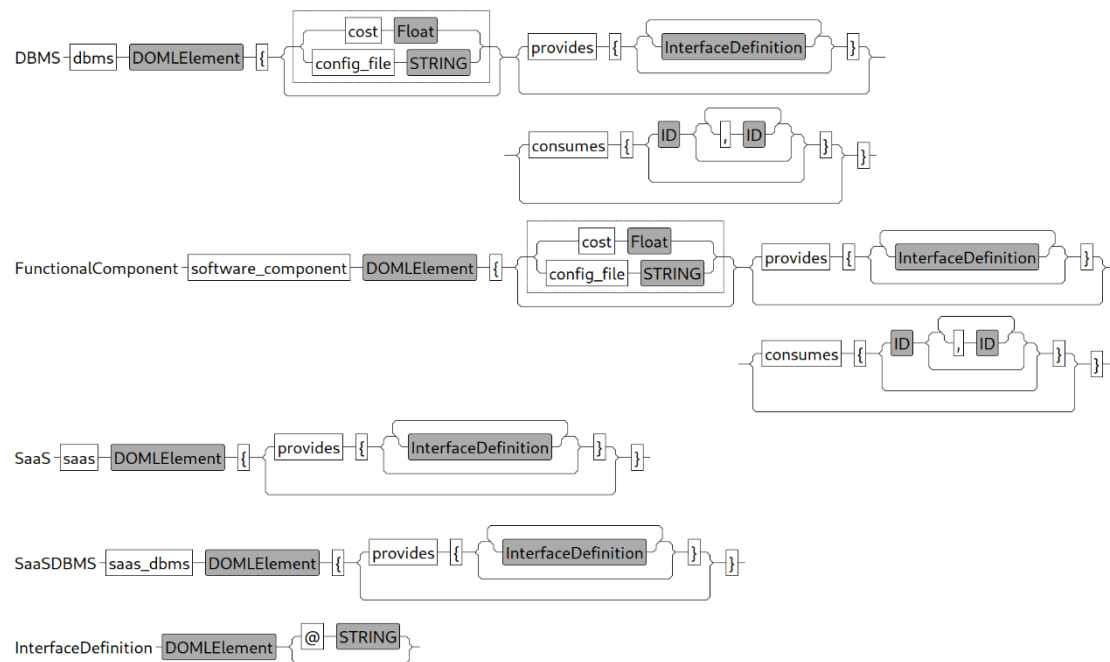 cost Float
DBMS dbms DOMLElement { config_file STRING provides { InterfaceDefinition }
consumes { ID , ID } }
cost Float
FunctionalComponent software_component DOMLElement { config_file STRING provides { InterfaceDefinition }
consumes { ID , ID } }
SaaS saas DOMLElement { provides { InterfaceDefinition } }
SaaSDBMS saas_dbms DOMLElement { provides { InterfaceDefinition } }
InterfaceDefinition DOMLElement @ STRING